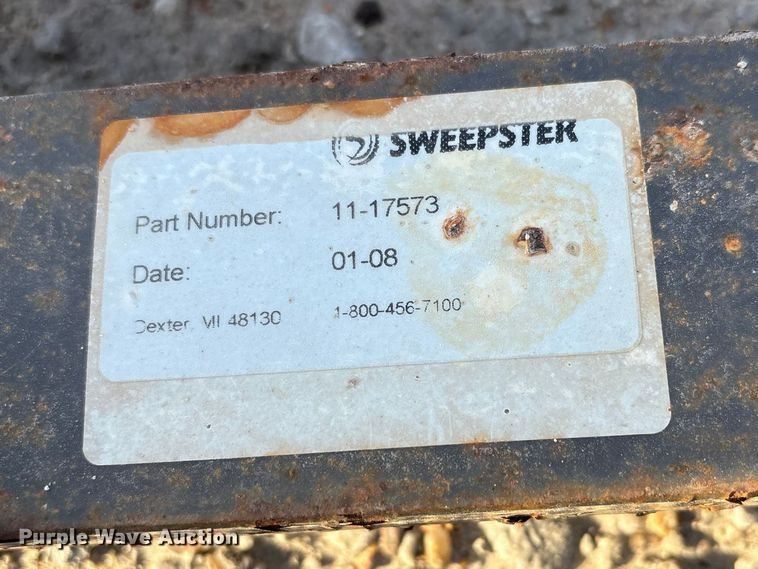 SWEEPSTER
Part Number: 11-17573
Date: 01-08
Dexter, MI 48130 1-800-456-7100
Purple Wave Auction